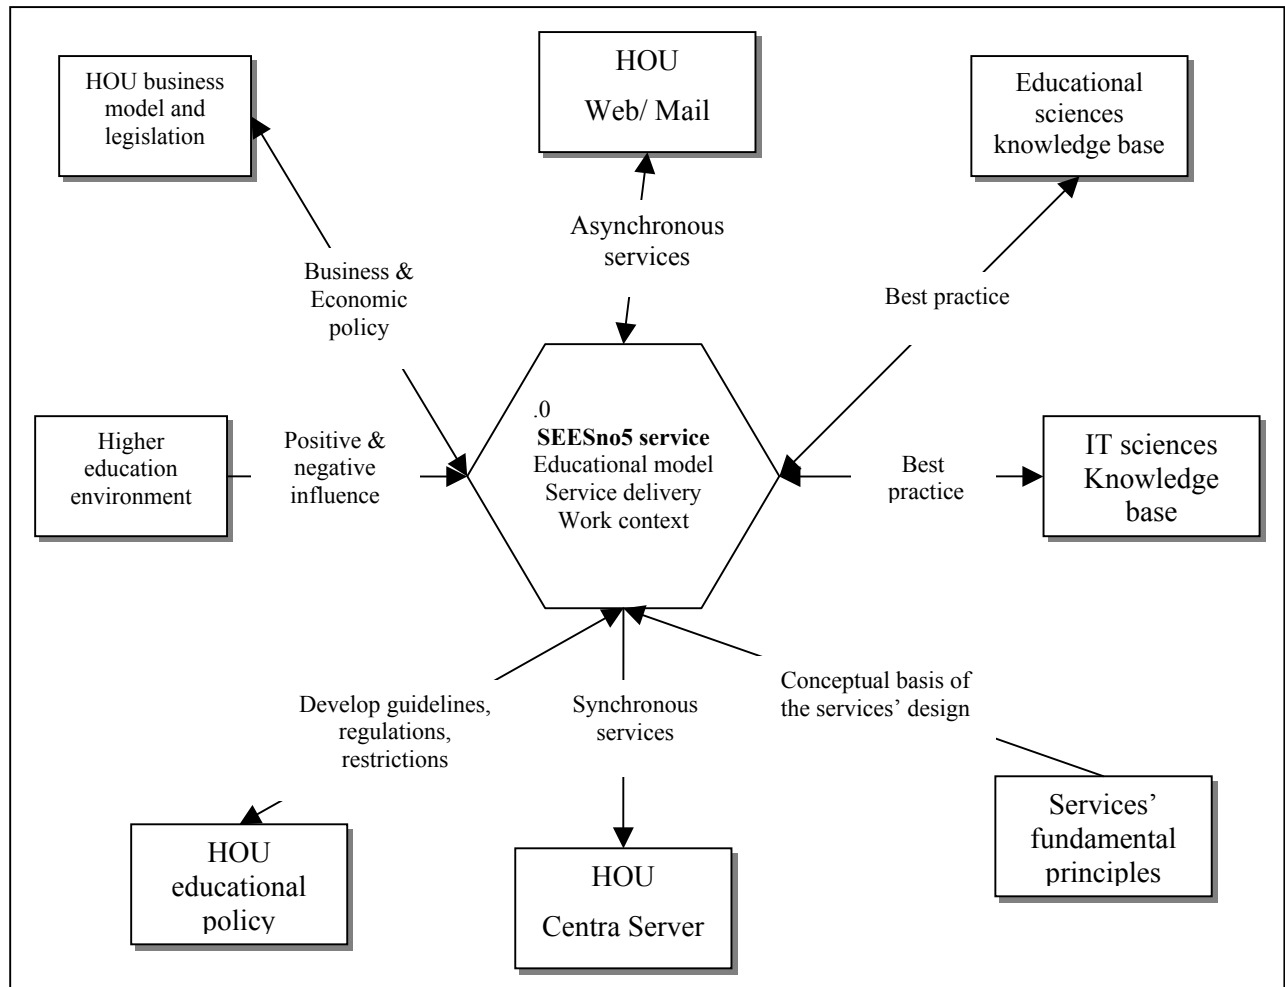 HOU business
model and
legislation
HOU
Web/ Mail
Educational
sciences
knowledge base
Asynchronous
services
Business &
Economic
policy
Best practice
Higher
education
environment
Positive &
negative
influence
.0
SEESno5 service
Educational model
Service delivery
Work context
Best
practice
IT sciences
Knowledge
base
Develop guidelines,
regulations,
restrictions
Synchronous
services
Conceptual basis of
the services’ design
HOU
educational
policy
HOU
Centra Server
Services’
fundamental
principles